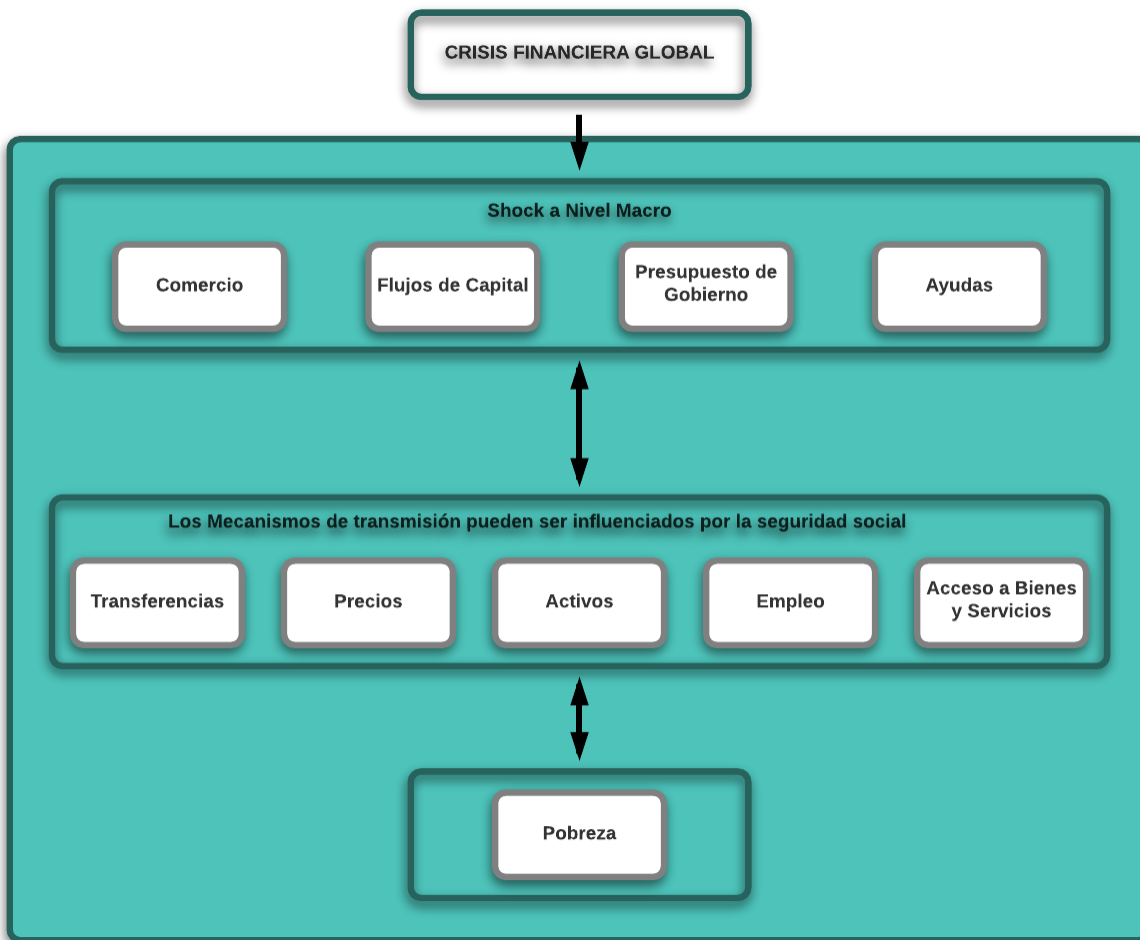 CRISIS FINANCIERA GLOBAL
Shock a Nivel Macro
Comercio
Flujos de Capital
Presupuesto de
Gobierno
Ayudas
Los Mecanismos de transmisión pueden ser influenciados por la seguridad social
Transferencias
Precios
Activos
Empleo
Acceso a Bienes
y Servicios
Pobreza